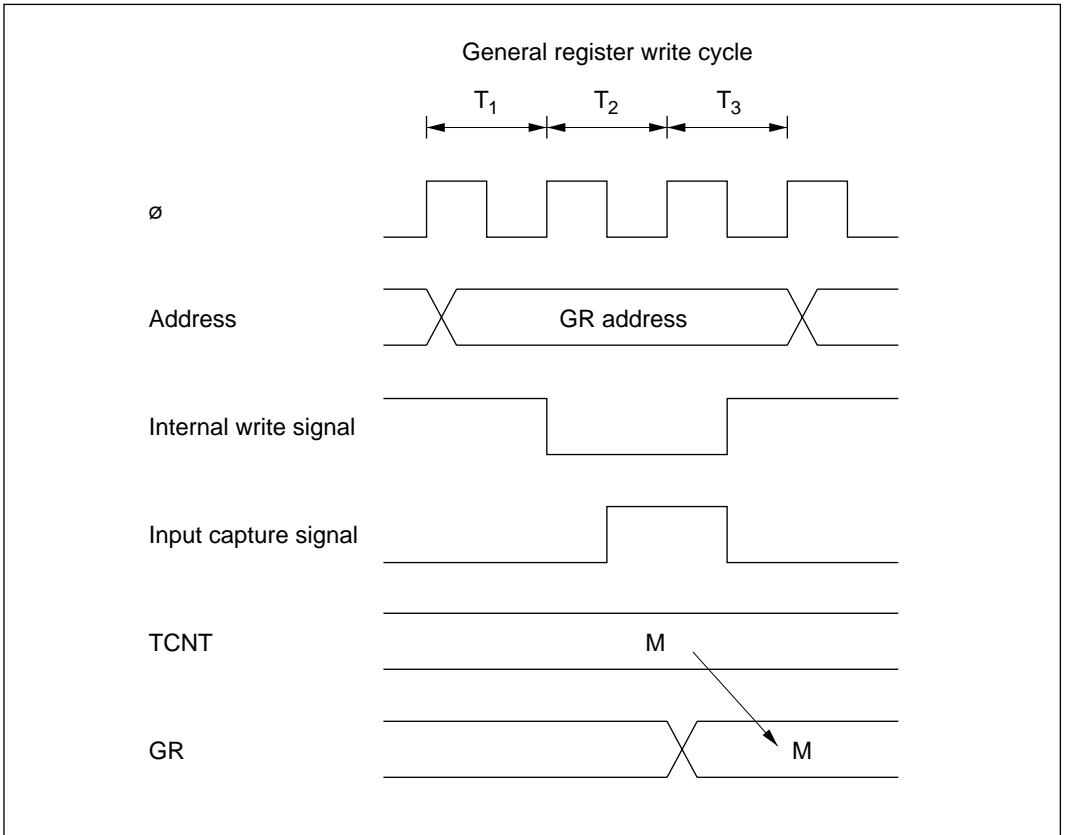 General register write cycle
T₁ T₂ T₃
ø
Address
GR address
Internal write signal
Input capture signal
TCNT
M
GR
M